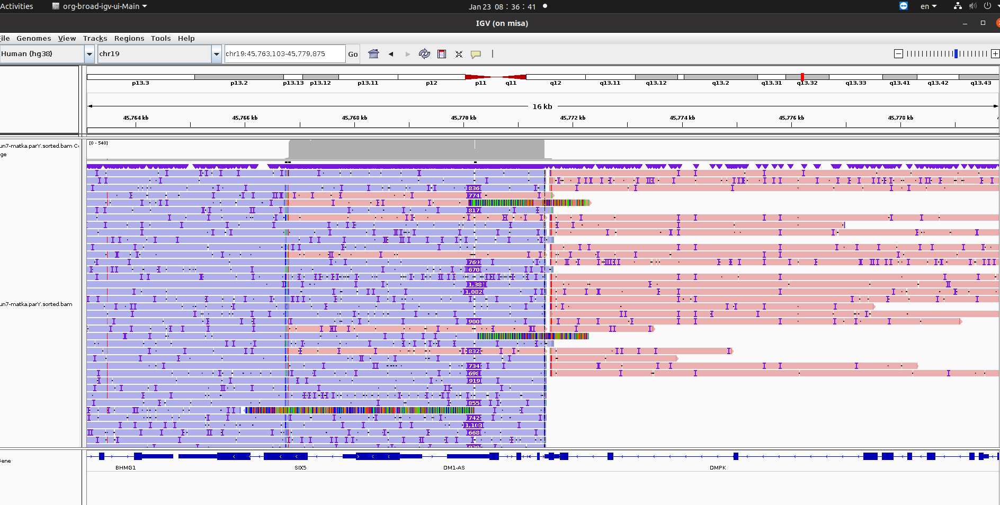 Activities org-broad-igv-ui-Main Jan 23 08:36:41 en
IGV (on misa)
ile Genomes View Tracks Regions Tools Help
Human (hg38) chr19 chr19:45,763,103-45,779,875 Go
p13.3 p13.2 p13.13 p13.12 p13.11 p12 p11 q11 q12 q13.11 q13.12 q13.2 q13.31 q13.32 q13.33 q13.41 q13.42 q13.43
16 kb
45,764 kb 45,766 kb 45,768 kb 45,770 kb 45,772 kb 45,774 kb 45,776 kb 45,778 kb
un7-matka.parY.sorted.bam C [0 - 540]
ge
836
774
817
769
670
1,38
1,082
un7-matka.parY.sorted.bam
900
832
734
698
919
855
742
1,103
668
ene
BHMG1 SIX5 DM1-AS DMPK